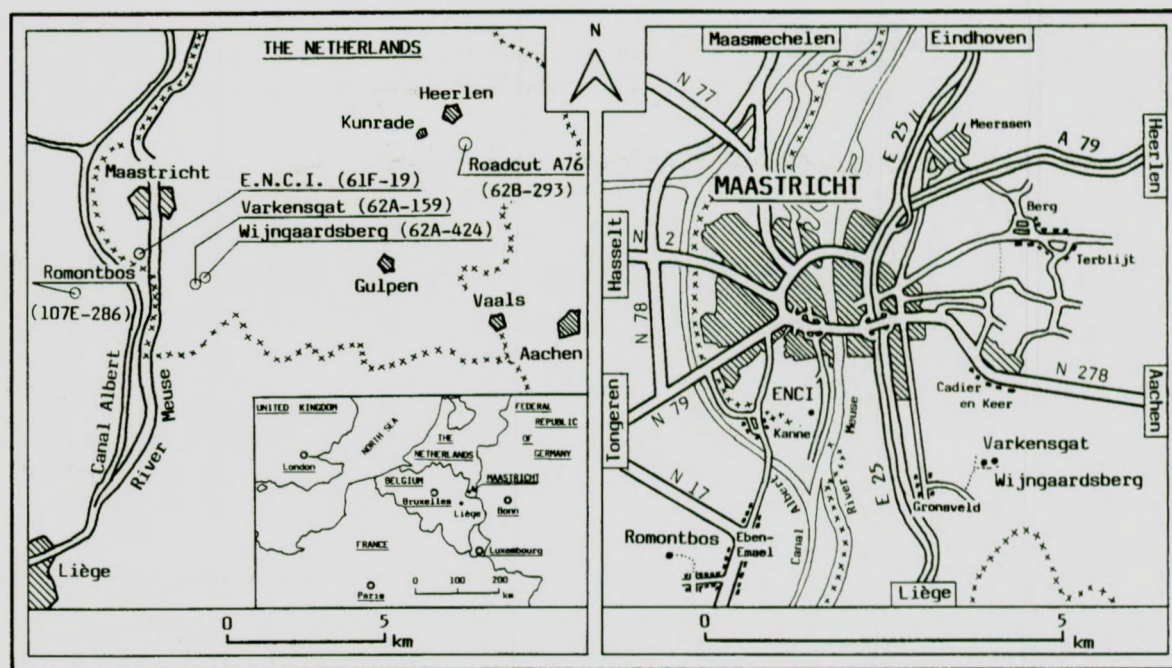 THE NETHERLANDS
Heerlen
Kunrade
Roadcut A76
(62B-293)
Maastricht
E.N.C.I. (61F-19)
Varkensgat (62A-159)
Wijngaardsberg (62A-424)
Romontbos
(107E-286)
Gulpen
Vaals
Aachen
Canal Albert
River Meuse
Liège
UNITED KINGDOM
London
NORTH SEA
THE
NETHERLANDS
FEDERAL
REPUBLIC
OF
GERMANY
BELGIUM
Bruxelles
MAASTRICHT
Liège
Bonn
FRANCE
Luxembourg
Paris
0 100 200
km
0 5
km
N
Maasmechelen
Eindhoven
N 77
E 25
Meerssen
A 79
Heerlen
MAASTRICHT
Berg
Terblijt
Hasselt
N 2
N 78
N 278
Aachen
Cadier
en Keer
ENCI
Kanne
Meuse
N 79
Tongeren
Varkensgat
Wijngaardsberg
E 25
Gronsveld
N 17
Albert
River
Canal
Eben-
Emael
Romontbos
Liège
0 5
km